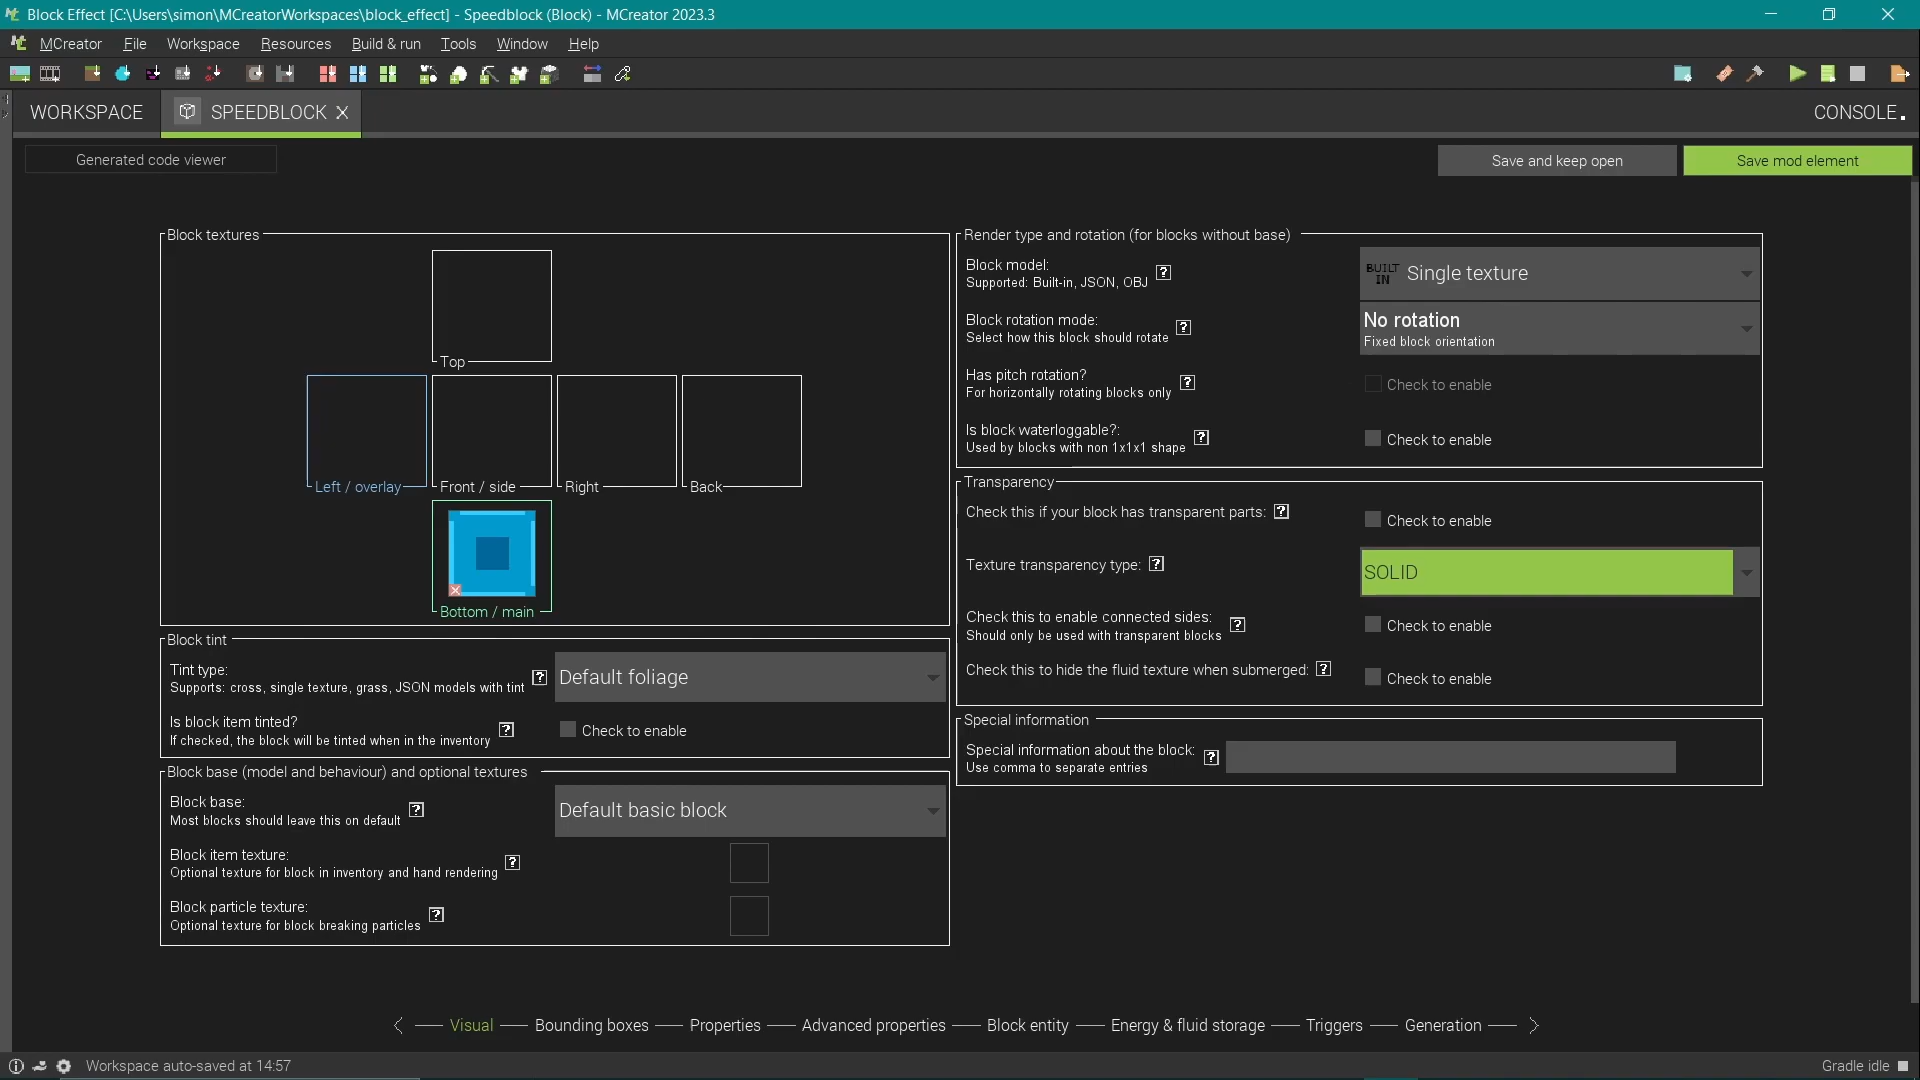 Block Effect [C:\Users\simon\MCreatorWorkspaces\block_effect] - Speedblock (Block) - MCreator 2023.3
MCreator File Workspace Resources Build & run Tools Window Help
WORKSPACE SPEEDBLOCK CONSOLE
Generated code viewer Save and keep open Save mod element
Block textures
Top
Left / overlay Front / side Right Back
Bottom / main
Block tint
Tint type:
Supports: cross, single texture, grass, JSON models with tint
? Default foliage
Is block item tinted?
If checked, the block will be tinted when in the inventory
? Check to enable
Block base (model and behaviour) and optional textures
Block base:
Most blocks should leave this on default
? Default basic block
Block item texture:
Optional texture for block in inventory and hand rendering
?
Block particle texture:
Optional texture for block breaking particles
?
Render type and rotation (for blocks without base)
Block model:
Supported: Built-in, JSON, OBJ
?
BUILT
IN
Single texture
Block rotation mode:
Select how this block should rotate
?
No rotation
Fixed block orientation
Has pitch rotation?
For horizontally rotating blocks only
? Check to enable
Is block waterloggable?:
Used by blocks with non 1x1x1 shape
? Check to enable
Transparency
Check this if your block has transparent parts: ? Check to enable
Texture transparency type: ? SOLID
Check this to enable connected sides:
Should only be used with transparent blocks
? Check to enable
Check this to hide the fluid texture when submerged: ? Check to enable
Special information
Special information about the block:
Use comma to separate entries
?
Visual Bounding boxes Properties Advanced properties Block entity Energy & fluid storage Triggers Generation
Workspace auto-saved at 14:57 Gradle idle